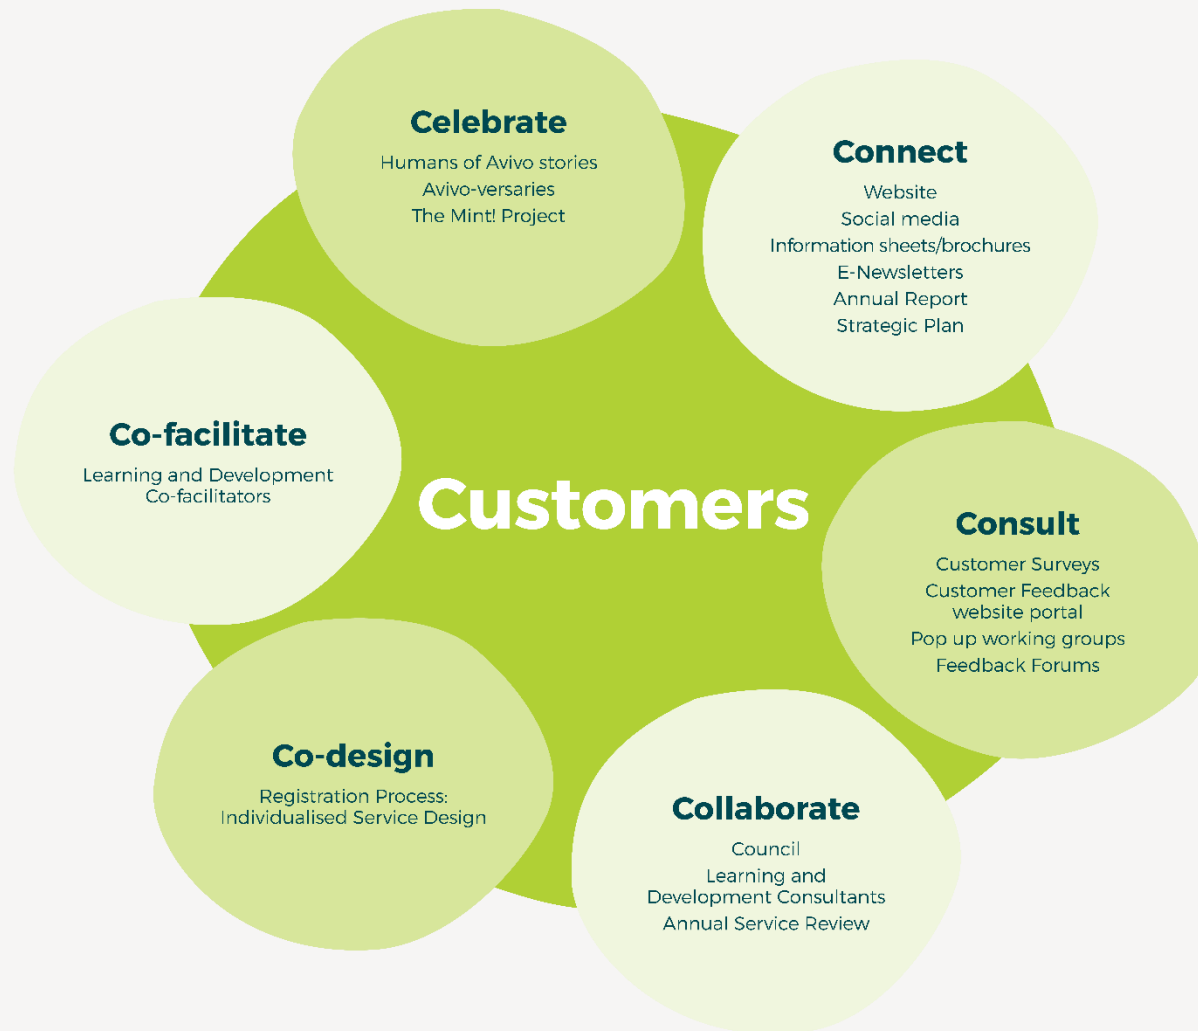 Celebrate
Humans of Avivo stories
Avivo-versaries
The Mint! Project
Connect
Website
Social media
Information sheets/brochures
E-Newsletters
Annual Report
Strategic Plan
Co-facilitate
Learning and Development
Co-facilitators
Customers
Consult
Customer Surveys
Customer Feedback
website portal
Pop up working groups
Feedback Forums
Co-design
Registration Process:
Individualised Service Design
Collaborate
Council
Learning and
Development Consultants
Annual Service Review